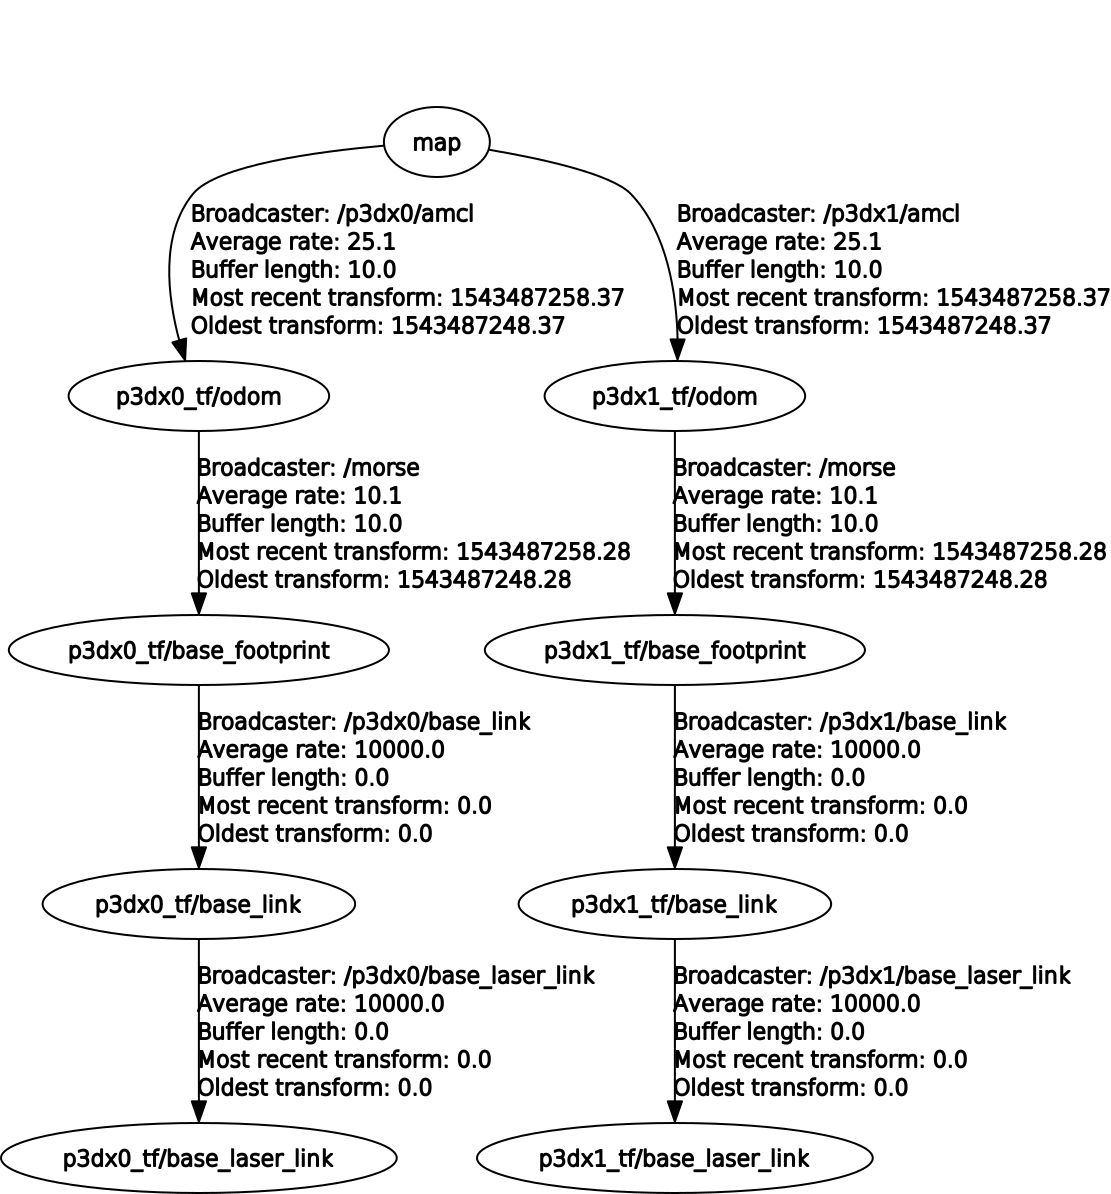 map
Broadcaster: /p3dx0/amcl
Average rate: 25.1
Buffer length: 10.0
Most recent transform: 1543487258.37
Oldest transform: 1543487248.37
Broadcaster: /p3dx1/amcl
Average rate: 25.1
Buffer length: 10.0
Most recent transform: 1543487258.37
Oldest transform: 1543487248.37
p3dx0_tf/odom
p3dx1_tf/odom
Broadcaster: /morse
Average rate: 10.1
Buffer length: 10.0
Most recent transform: 1543487258.28
Oldest transform: 1543487248.28
Broadcaster: /morse
Average rate: 10.1
Buffer length: 10.0
Most recent transform: 1543487258.28
Oldest transform: 1543487248.28
p3dx0_tf/base_footprint
p3dx1_tf/base_footprint
Broadcaster: /p3dx0/base_link
Average rate: 10000.0
Buffer length: 0.0
Most recent transform: 0.0
Oldest transform: 0.0
Broadcaster: /p3dx1/base_link
Average rate: 10000.0
Buffer length: 0.0
Most recent transform: 0.0
Oldest transform: 0.0
p3dx0_tf/base_link
p3dx1_tf/base_link
Broadcaster: /p3dx0/base_laser_link
Average rate: 10000.0
Buffer length: 0.0
Most recent transform: 0.0
Oldest transform: 0.0
Broadcaster: /p3dx1/base_laser_link
Average rate: 10000.0
Buffer length: 0.0
Most recent transform: 0.0
Oldest transform: 0.0
p3dx0_tf/base_laser_link
p3dx1_tf/base_laser_link